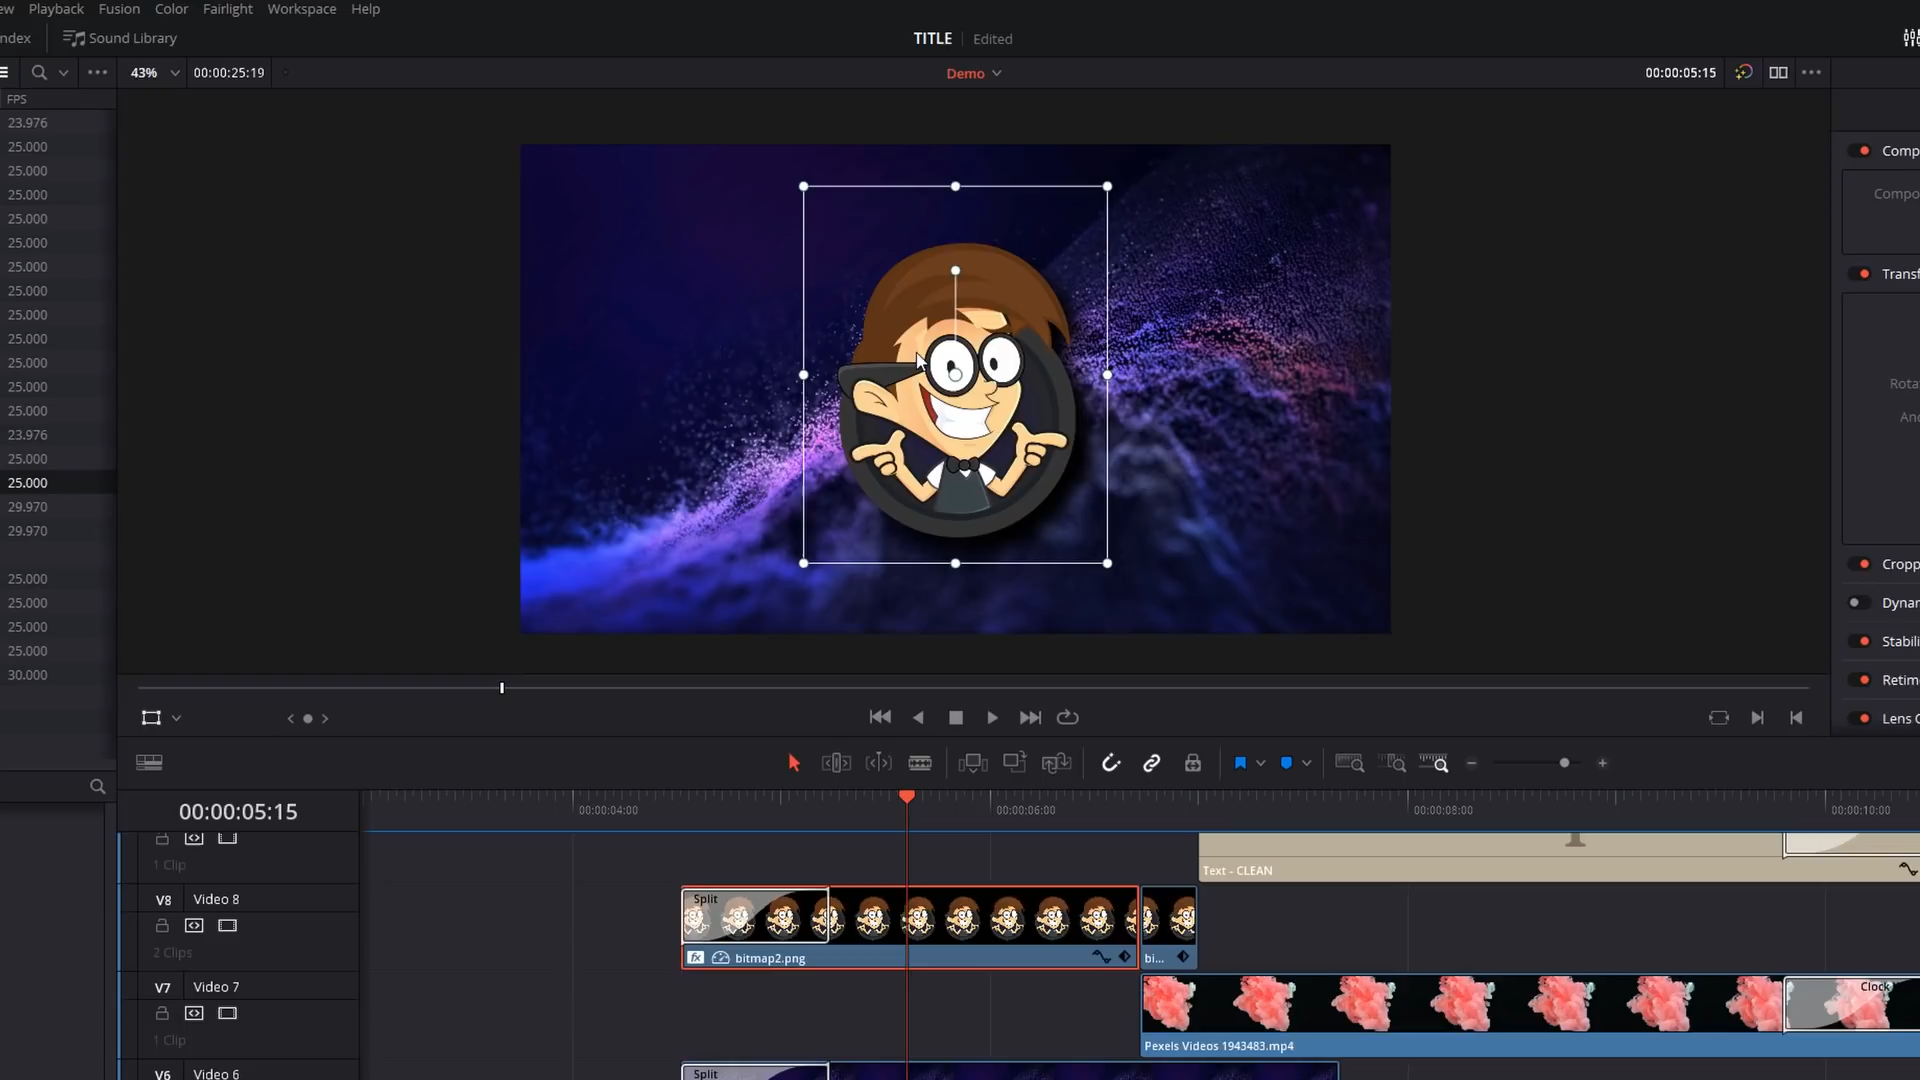 Playback Fusion Color Fairlight Workspace Help
Sound Library
TITLE Edited
43% 00:00:25:19 Demo 00:00:05:15
FPS
23.976
25.000
25.000
25.000
25.000
25.000
25.000
25.000
25.000
25.000
25.000
25.000
25.000
23.976
25.000
25.000
29.970
29.970
25.000
25.000
25.000
25.000
30.000
Comp
Compo
Transf
Rota
Anc
Cropp
Dynar
Stabili
Retim
Lens C
00:00:05:15
00:00:04:00 00:00:06:00 00:00:08:00 00:00:10:00
1 Clip
Text - CLEAN
V8 Video 8
2 Clips
Split
fx bitmap2.png
bi...
V7 Video 7
1 Clip
Clock
Pexels Videos 1943483.mp4
V6 Video 6
Split